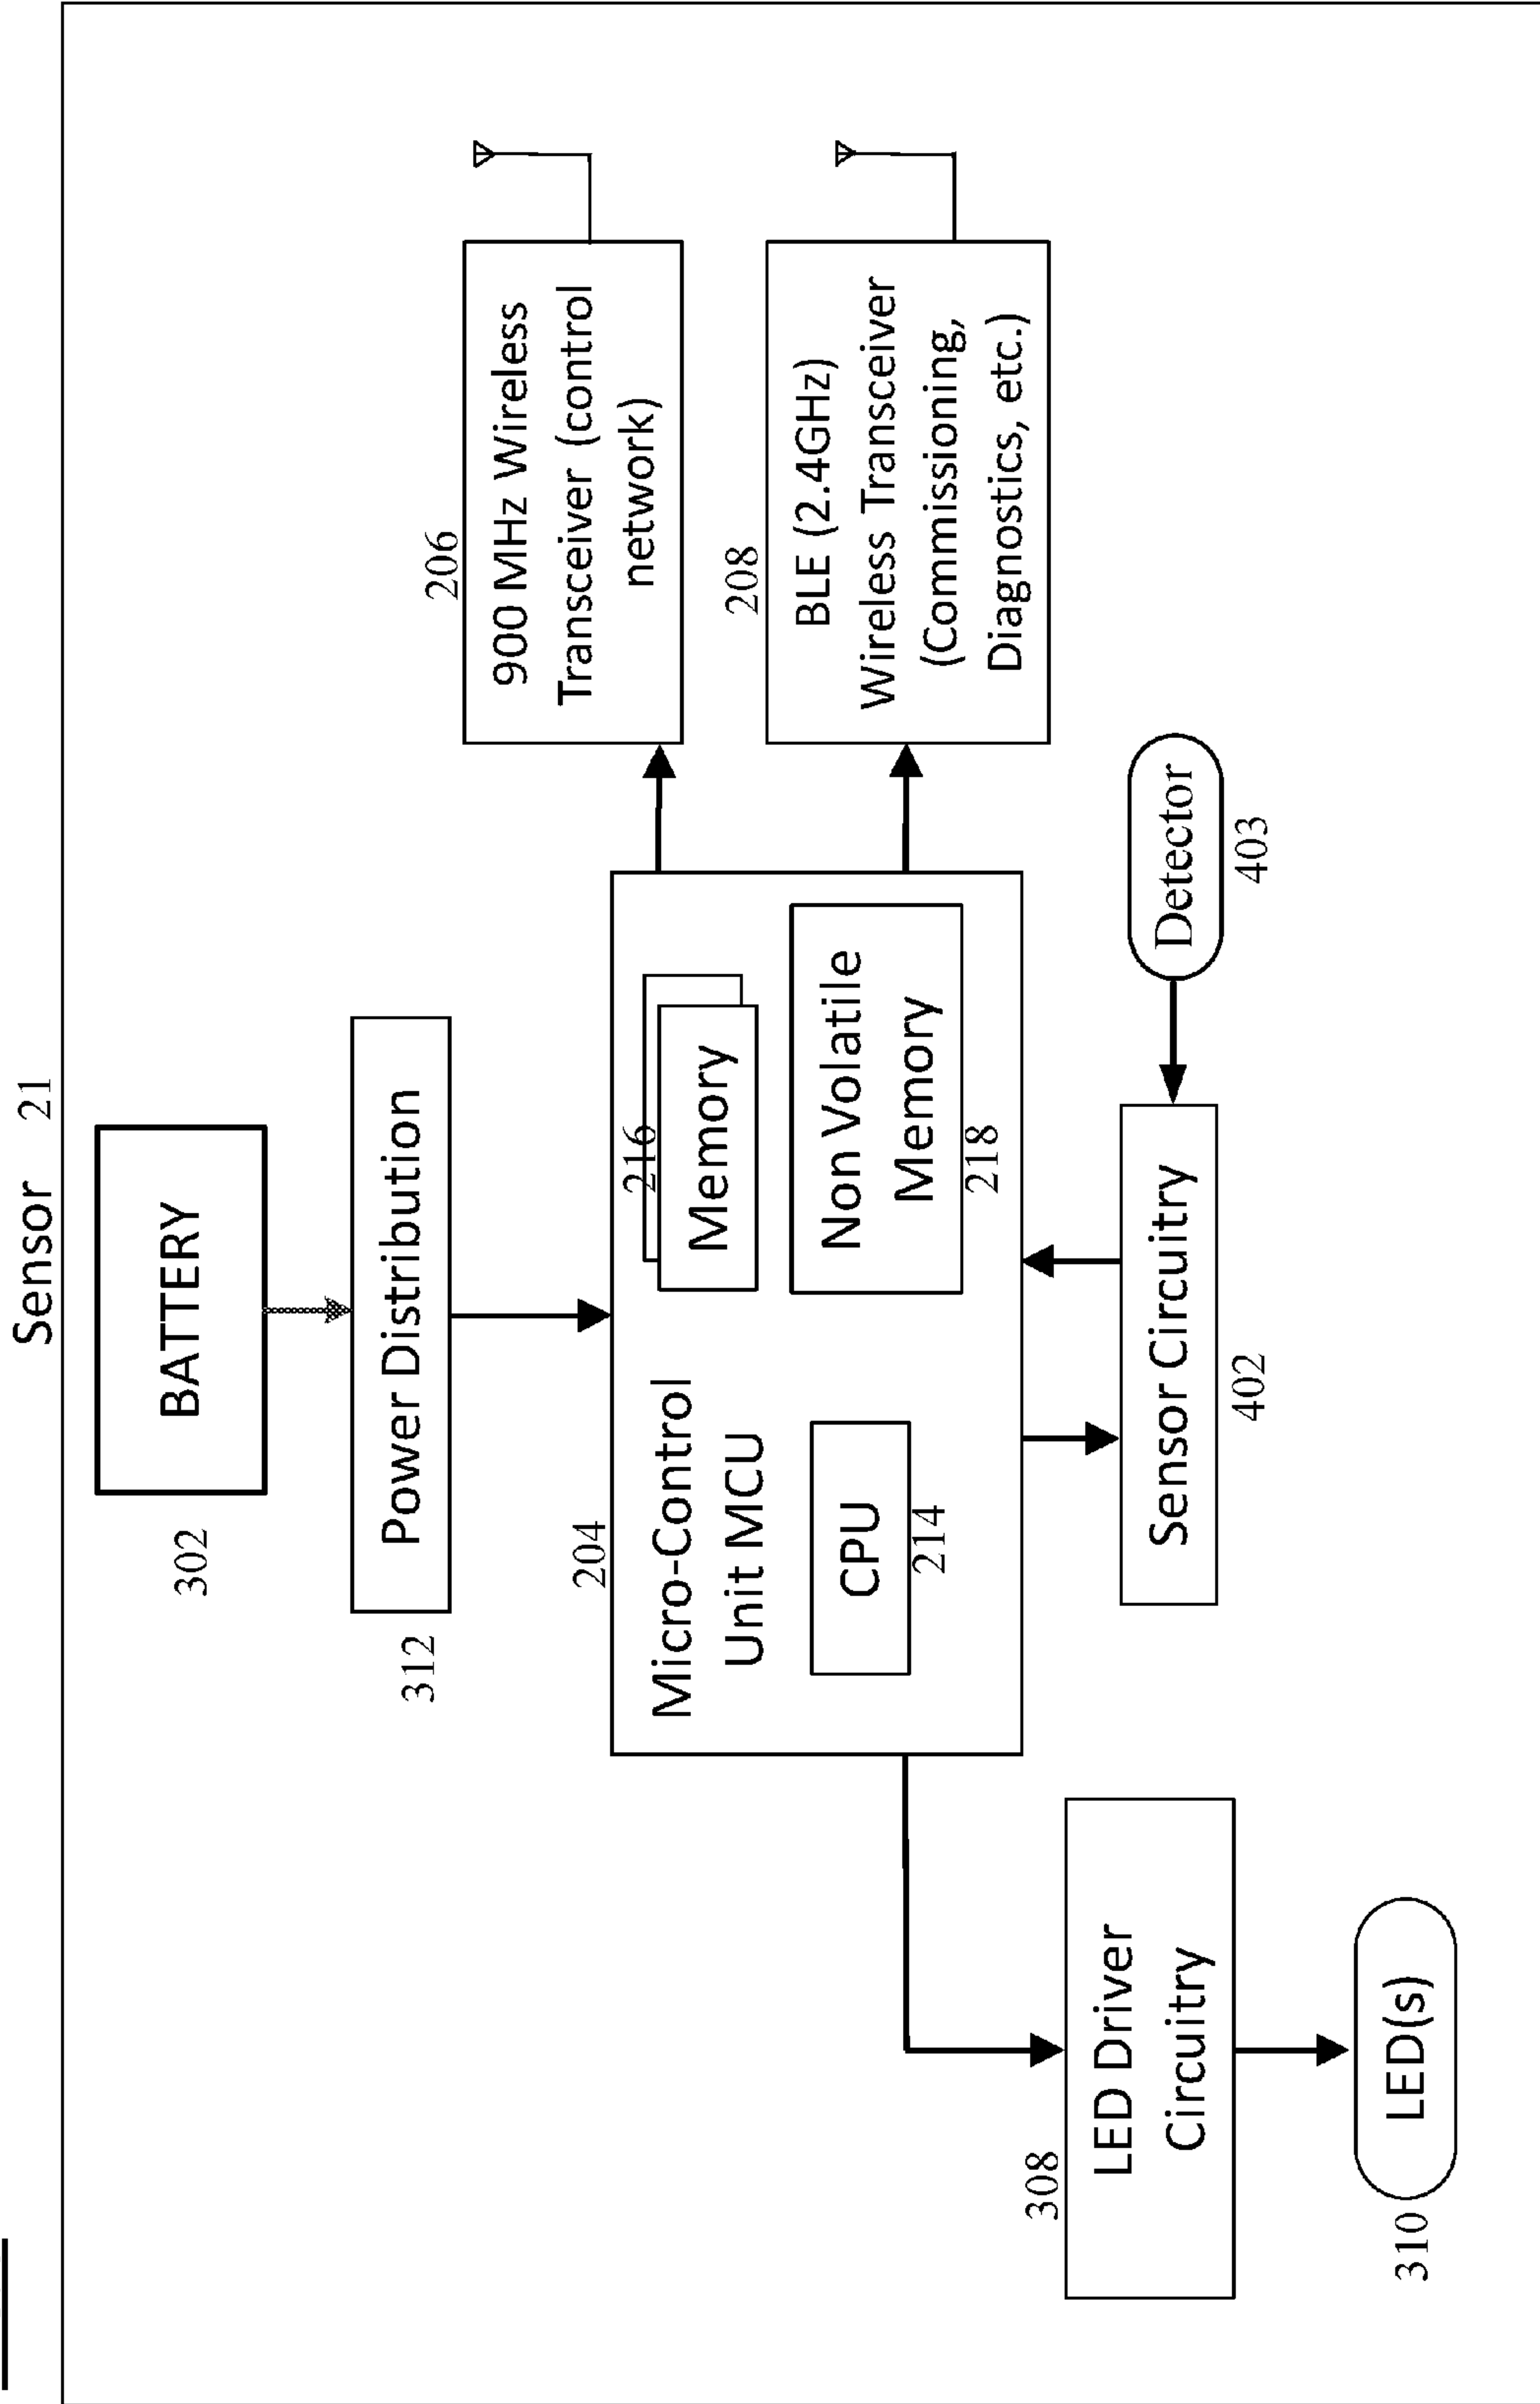 Sensor 21
BATTERY
302
Power Distribution
312
204
Micro-Control
Unit MCU
CPU
214
216
Memory
Non Volatile
Memory
218
206
900 MHz Wireless
Transceiver (control
network)
208
BLE (2.4GHz)
Wireless Transceiver
(Commissioning,
Diagnostics, etc.)
Detector
403
Sensor Circuitry
402
308
LED Driver
Circuitry
LED(s)
310